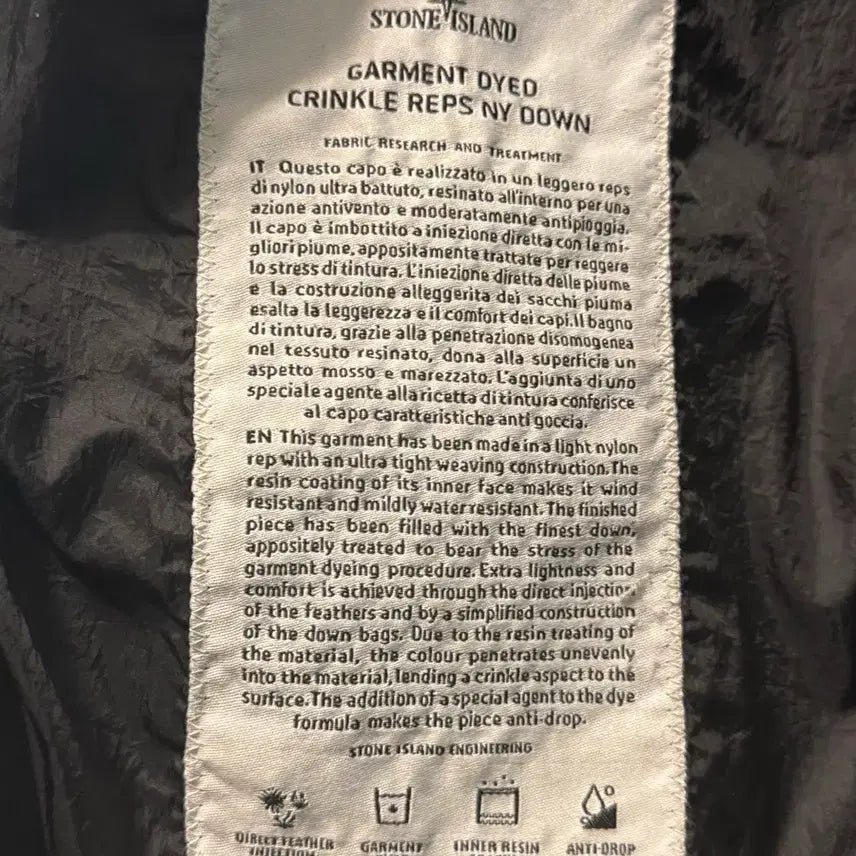 STONE ISLAND
GARMENT DYED
CRINKLE REPS NY DOWN
FABRIC RESEARCH AND TREATMENT
IT Questo capo è realizzato in un leggero reps
di nylon ultra battuto, resinato all'interno per una
azione antivento e moderatamente antipioggia.
Il capo è imbottito a iniezione diretta con le mi-
gliori piume, appositamente trattate per reggere
lo stress di tintura. L'iniezione diretta delle piume
e la costruzione alleggerita dei sacchi piuma
esalta la leggerezza e il comfort dei capi. Il bagno
di tintura, grazie alla penetrazione disomogenea
nel tessuto resinato, dona alla superficie un
aspetto mosso e marezzato. L'aggiunta di uno
speciale agente alla ricetta di tintura conferisce
al capo caratteristiche anti goccia.
EN This garment has been made in a light nylon
rep with an ultra tight weaving construction. The
resin coating of its inner face makes it wind
resistant and mildly water resistant. The finished
piece has been filled with the finest down,
appositely treated to bear the stress of the
garment dyeing procedure. Extra lightness and
comfort is achieved through the direct injection
of the feathers and by a simplified construction
of the down bags. Due to the resin treating of
the material, the colour penetrates unevenly
into the material, lending a crinkle aspect to the
surface. The addition of a special agent to the dye
formula makes the piece anti-drop.
STONE ISLAND ENGINEERING
DIRECT FEATHER GARMENT INNER RESIN ANTI-DROP
INJECTION